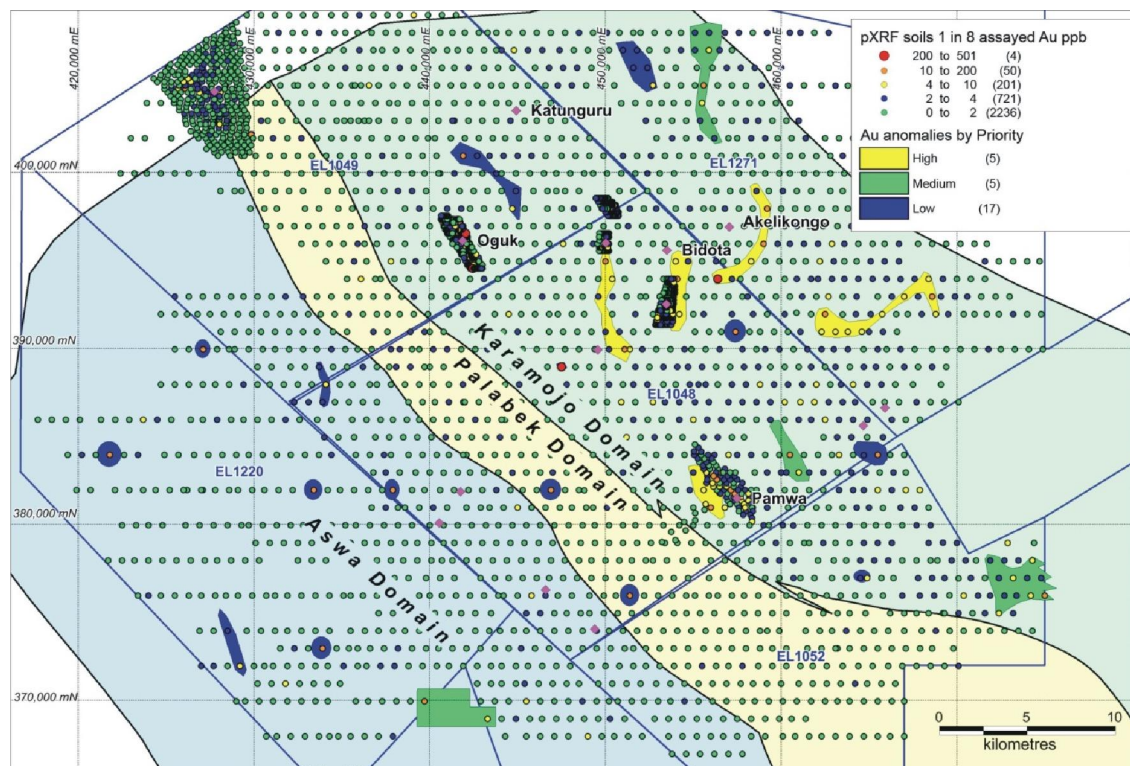 420,000 mE
430,000 mE
440,000 mE
450,000 mE
460,000 mE
pXRF soils 1 in 8 assayed Au ppb
200 to 501 (4)
10 to 200 (50)
4 to 10 (201)
2 to 4 (721)
0 to 2 (2236)
Au anomalies by Priority
High (5)
Medium (5)
Low (17)
Katunguru
400,000 mN
EL1049
EL1271
Oguk
Akelikongo
Bidota
390,000 mN
Karamojo Domain
Palabek Domain
EL1048
EL1220
Pamwa
380,000 mN
Aswa Domain
EL1052
370,000 mN
0 5 10
kilometres